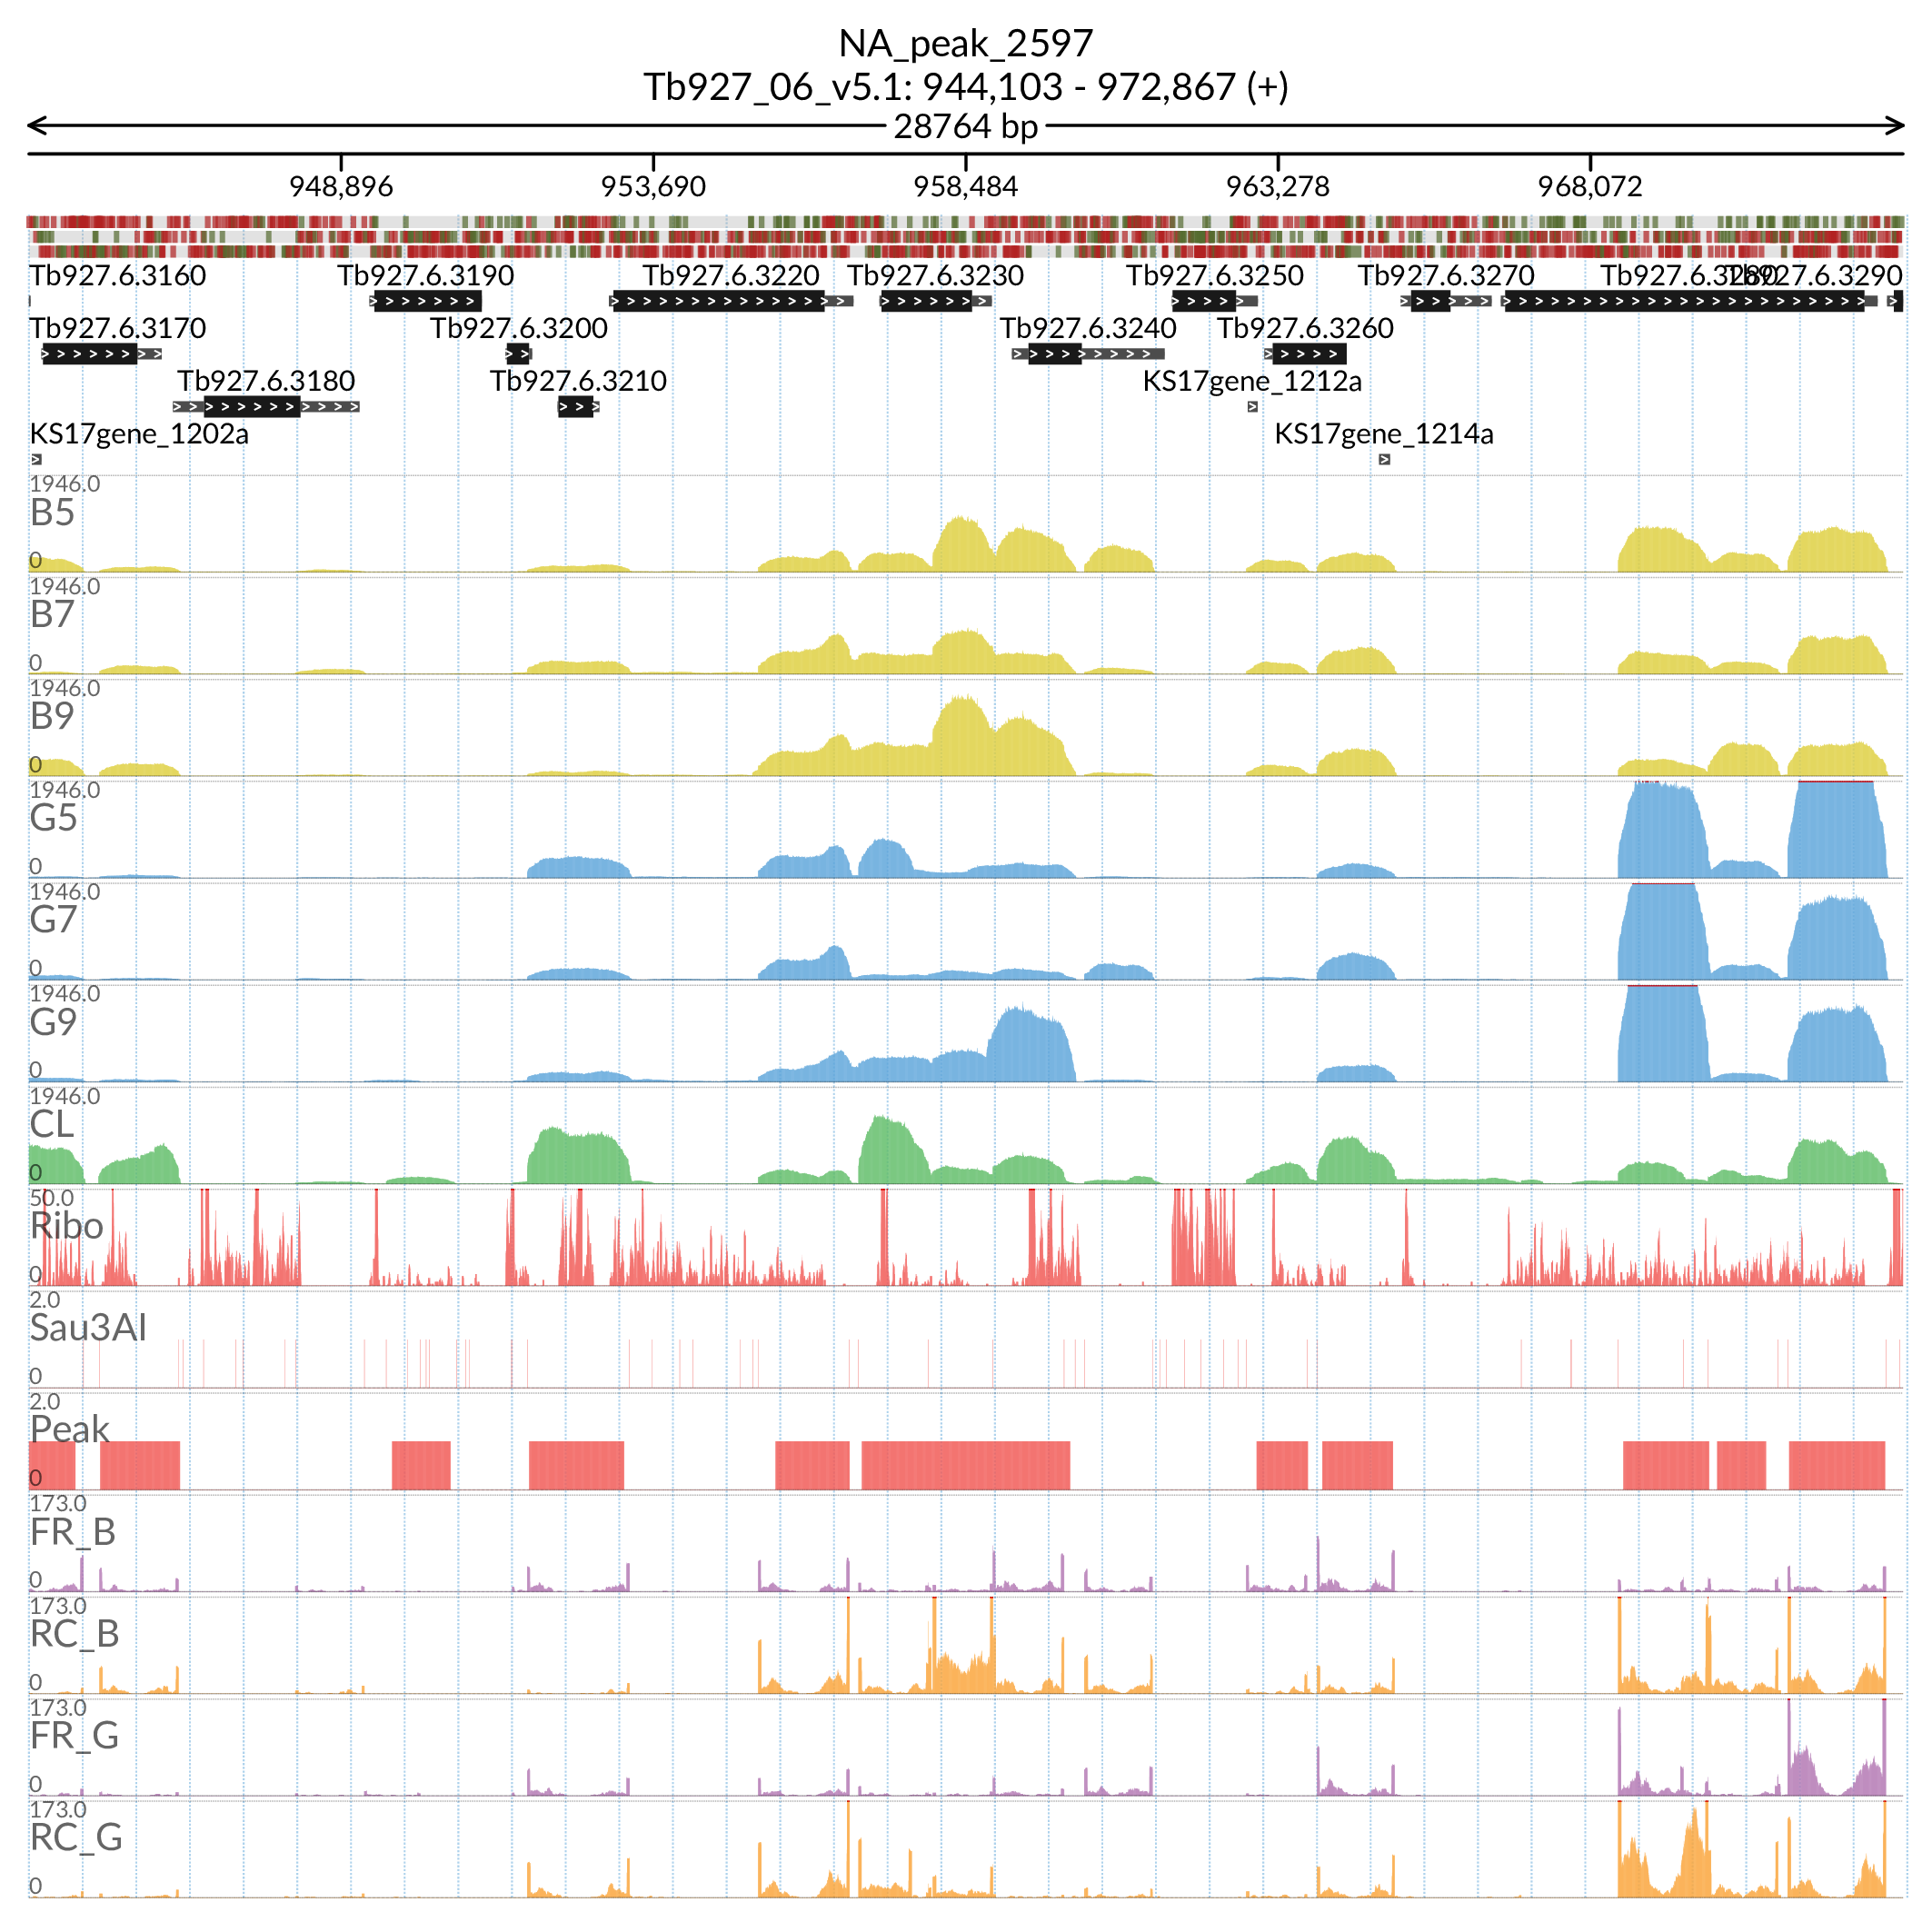 NA_peak_2597
Tb927_06_v5.1: 944,103 - 972,867 (+)
28764 bp
948,896 953,690 958,484 963,278 968,072
Tb927.6.3160 Tb927.6.3190 Tb927.6.3220 Tb927.6.3230 Tb927.6.3250 Tb927.6.3270 Tb927.6.3280 Tb927.6.3290
Tb927.6.3170 Tb927.6.3200 Tb927.6.3240 Tb927.6.3260
Tb927.6.3180 Tb927.6.3210 KS17gene_1212a
KS17gene_1202a KS17gene_1214a
1946.0
B5
0
1946.0
B7
0
1946.0
B9
0
1946.0
G5
0
1946.0
G7
0
1946.0
G9
0
1946.0
CL
0
50.0
Ribo
0
2.0
Sau3AI
0
2.0
Peak
0
173.0
FR_B
0
173.0
RC_B
0
173.0
FR_G
0
173.0
RC_G
0